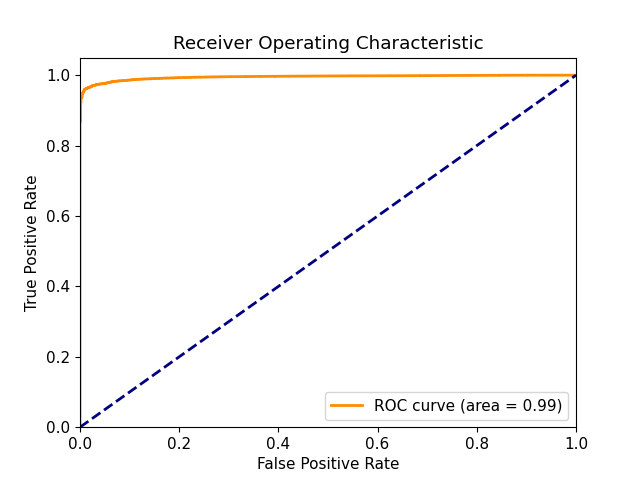 Receiver Operating Characteristic
True Positive Rate
1.0
0.8
0.6
0.4
0.2
0.0
ROC curve (area = 0.99)
0.0 0.2 0.4 0.6 0.8 1.0
False Positive Rate